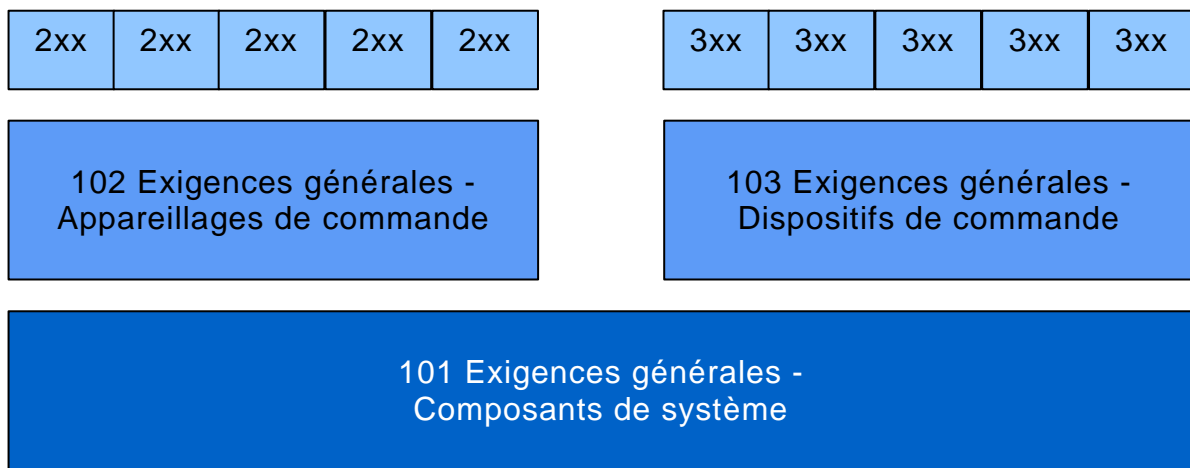 2xx 2xx 2xx 2xx 2xx
3xx 3xx 3xx 3xx 3xx
102 Exigences générales -
Appareillages de commande
103 Exigences générales -
Dispositifs de commande
101 Exigences générales -
Composants de système